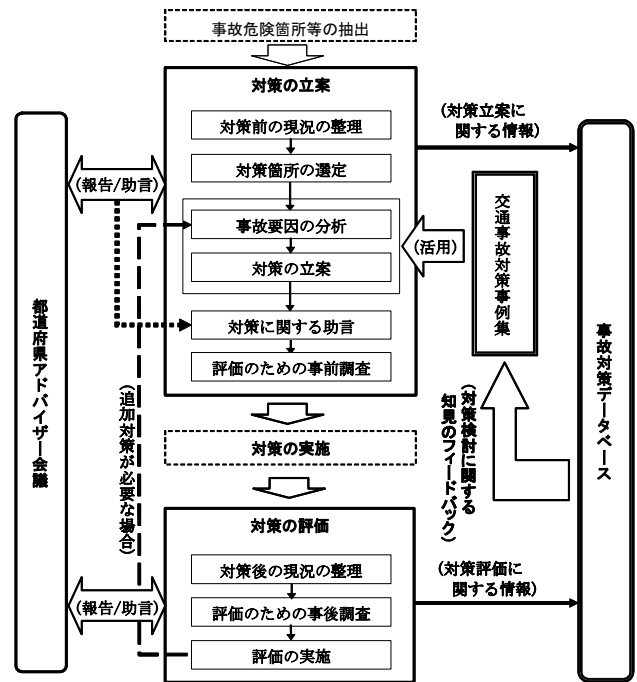 事故危険箇所等の抽出
対策の立案
対策前の現況の整理
対策箇所の選定
事故要因の分析
対策の立案
対策に関する助言
評価のための事前調査
対策の実施
対策の評価
対策後の現況の整理
評価のための事後調査
評価の実施
都道府県アドバイザー会議
(報告/助言)
(報告/助言)
(追加対策が必要な場合)
(対策立案に
関する情報)
(活用)
交通事故対策事例集
(対策検討に関する
知見のフィードバック)
(対策評価に
関する情報)
事故対策データベース